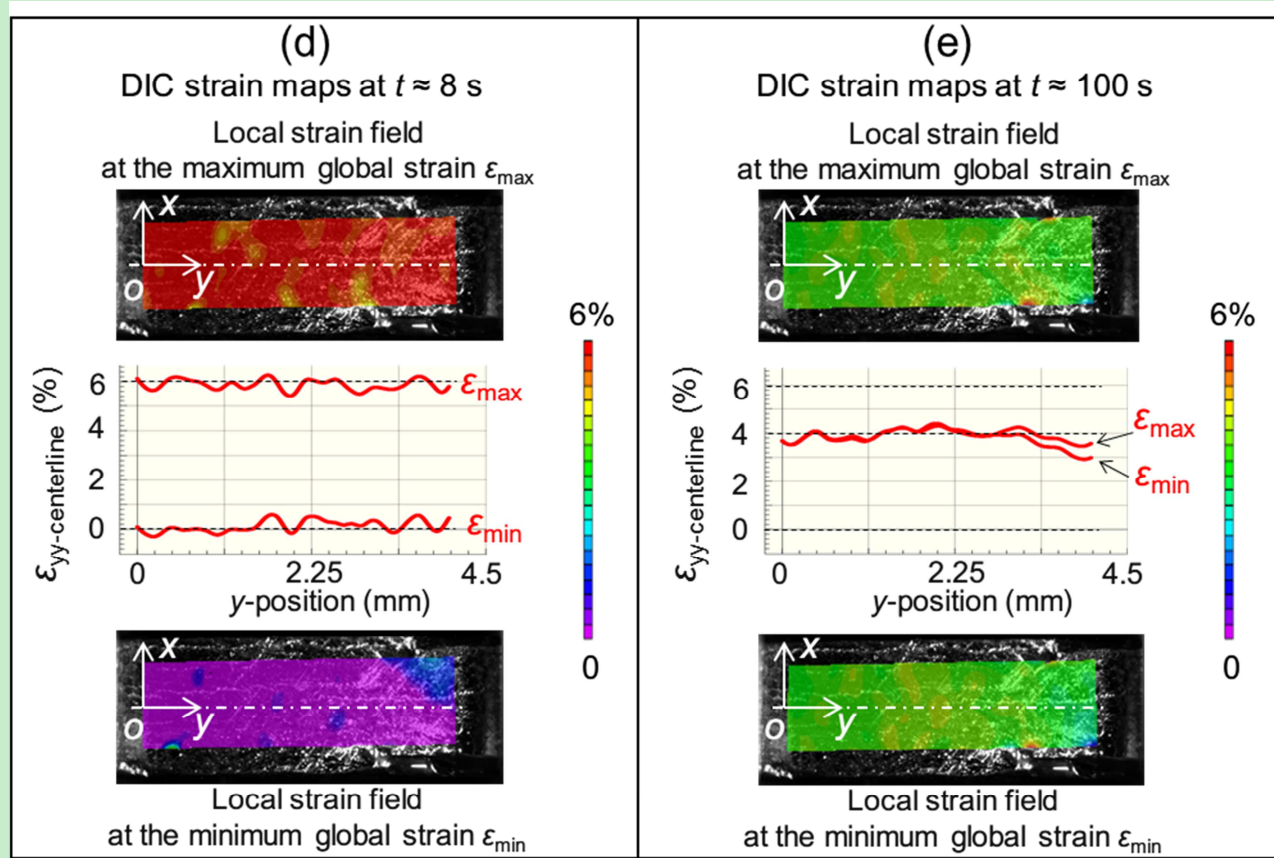 (d)
DIC strain maps at t ≈ 8 s
Local strain field
at the maximum global strain εmax
x
o
y
6%
εyy-centerline (%)
6
4
2
0
εmax
εmin
0
2.25
4.5
y-position (mm)
0
x
o
y
Local strain field
at the minimum global strain εmin
(e)
DIC strain maps at t ≈ 100 s
Local strain field
at the maximum global strain εmax
x
o
y
6%
εyy-centerline (%)
6
4
2
0
εmax
εmin
0
2.25
4.5
y-position (mm)
0
x
o
y
Local strain field
at the minimum global strain εmin